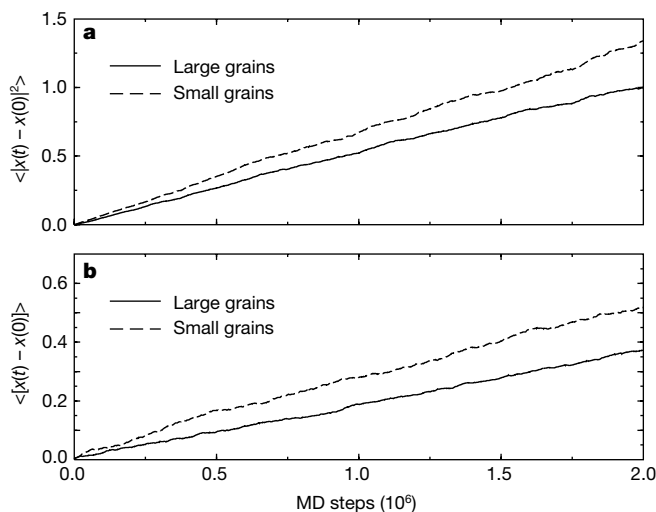 a
<|x(t) – x(0)|²>
1.5
1.0
0.5
0.0
Large grains
Small grains
b
<[x(t) – x(0)]>
0.6
0.4
0.2
0.0
Large grains
Small grains
0.0 0.5 1.0 1.5 2.0
MD steps (10⁶)